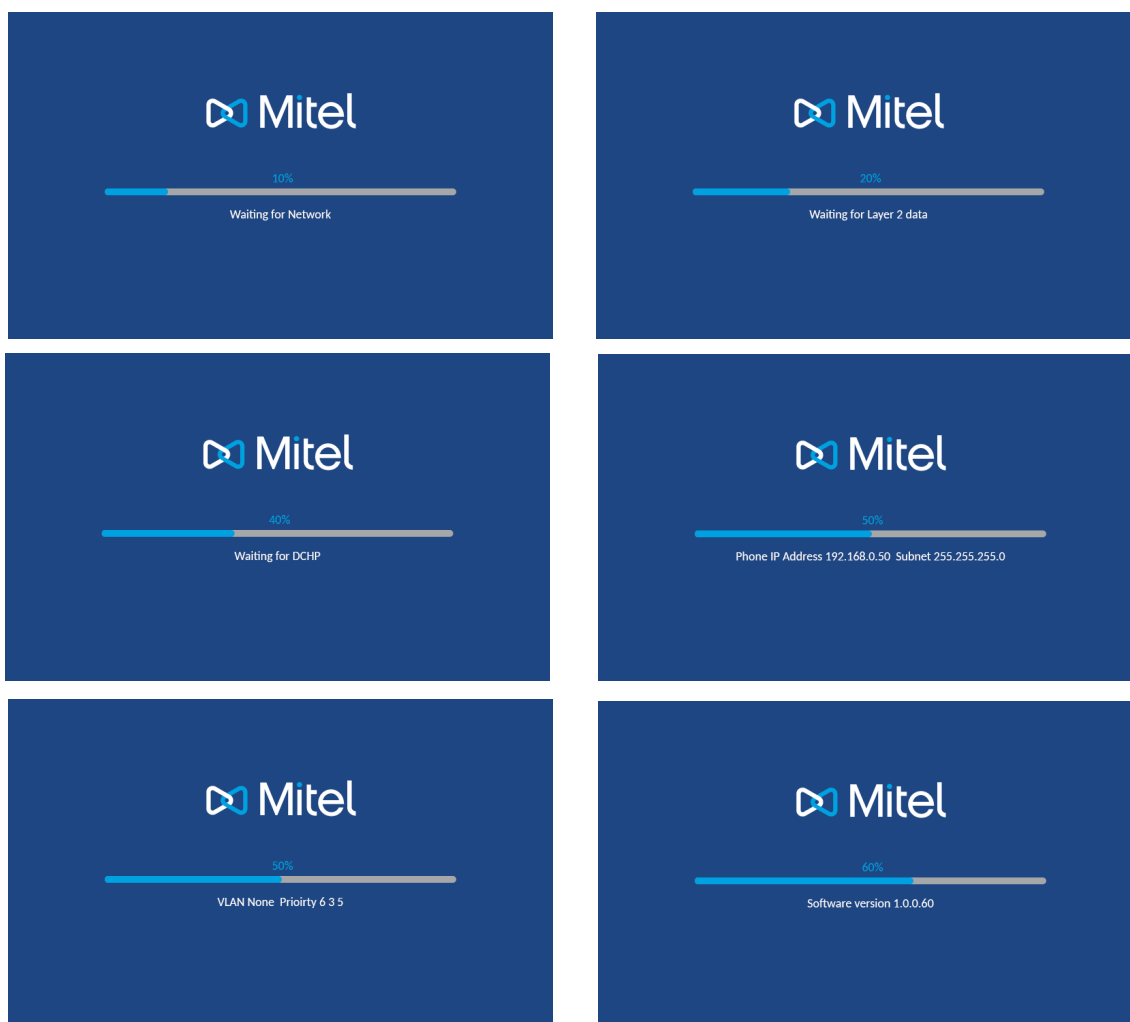 Mitel
10%
Waiting for Network
Mitel
20%
Waiting for Layer 2 data
Mitel
40%
Waiting for DCHP
Mitel
50%
Phone IP Address 192.168.0.50  Subnet 255.255.255.0
Mitel
50%
VLAN None  Prioirty 6 3 5
Mitel
60%
Software version 1.0.0.60